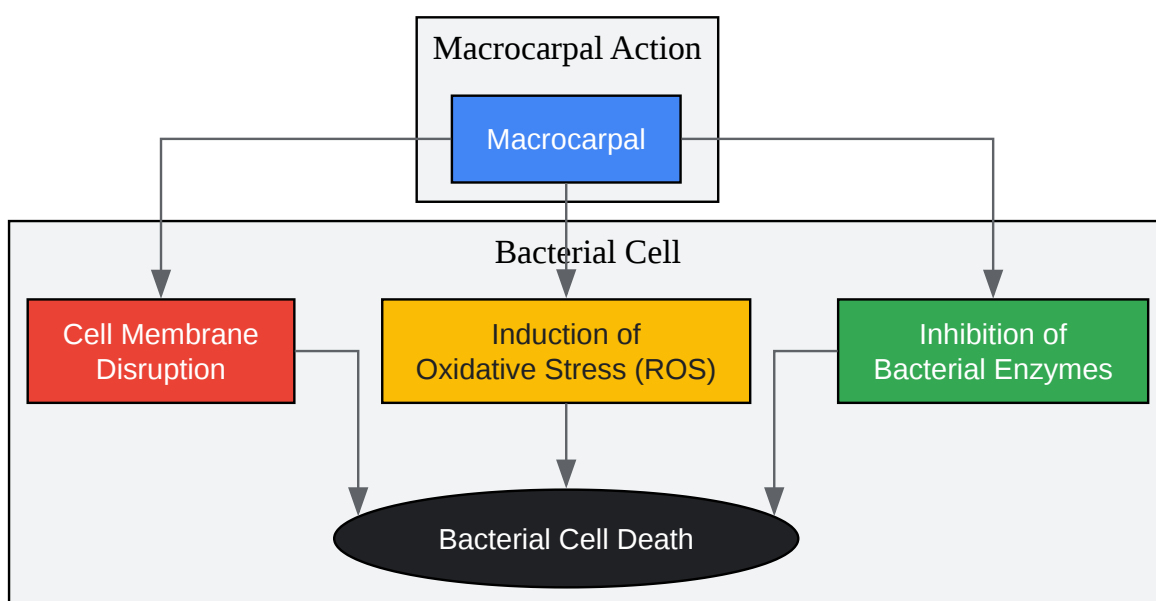 Macrocarpal Action
Macrocarpal
Bacterial Cell
Cell Membrane
Disruption
Induction of
Oxidative Stress (ROS)
Inhibition of
Bacterial Enzymes
Bacterial Cell Death